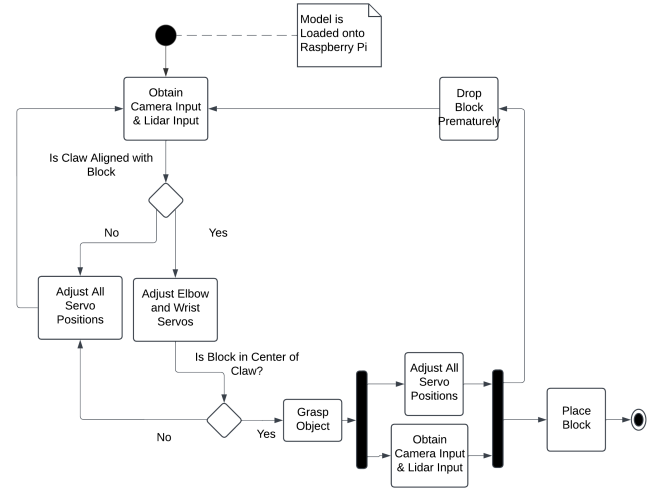 Model is
Loaded onto
Raspberry Pi
Obtain
Camera Input
& Lidar Input
Drop
Block
Prematurely
Is Claw Aligned with
Block
No
Yes
Adjust All
Servo
Positions
Adjust Elbow
and Wrist
Servos
Is Block in Center of
Claw?
No
Yes
Grasp
Object
Adjust All
Servo
Positions
Obtain
Camera Input
& Lidar Input
Place
Block